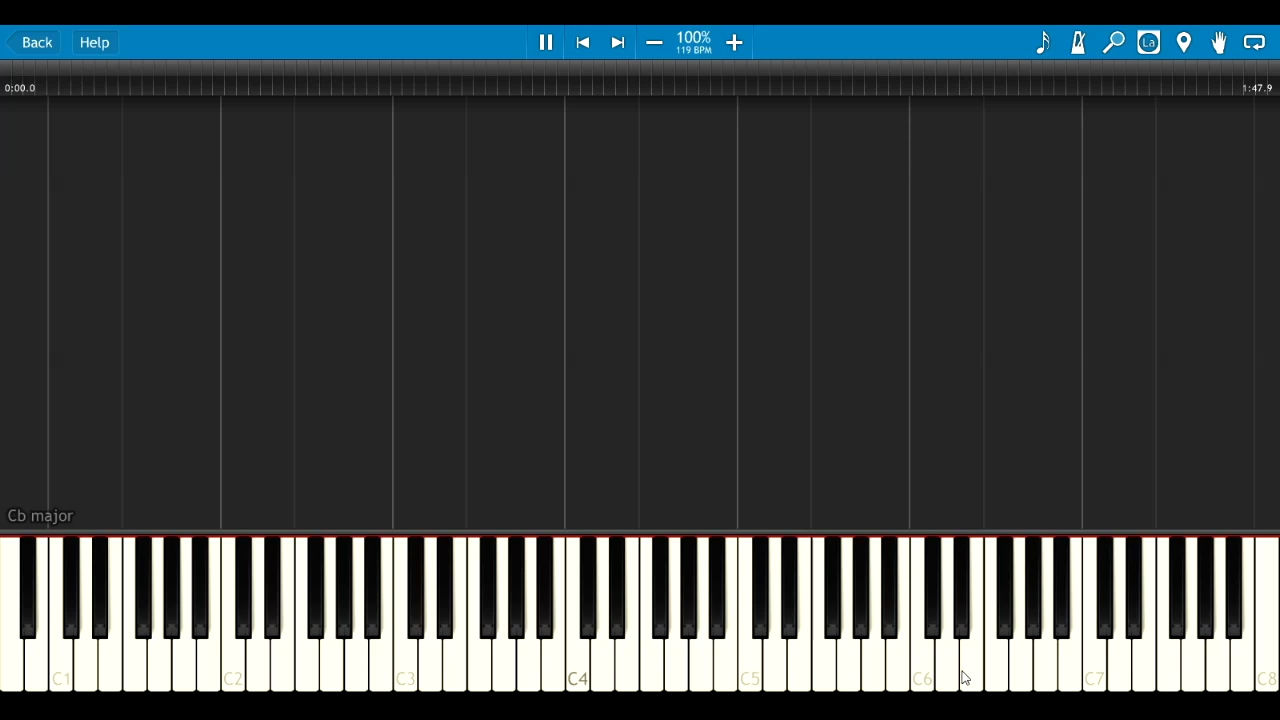 Back Help 100%
119 BPM
La
0:00.0 1:47.9
Cb major
C1 C2 C3 C4 C5 C6 C7 C8